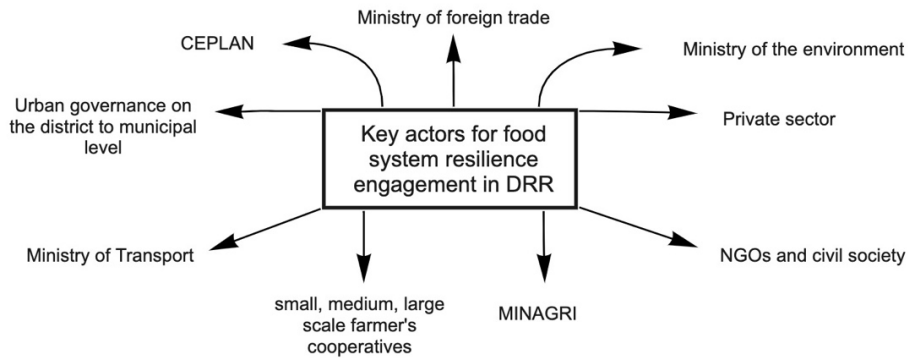 Ministry of foreign trade
CEPLAN
Ministry of the environment
Urban governance on
the district to municipal
level
Key actors for food
system resilience
engagement in DRR
Private sector
Ministry of Transport
NGOs and civil society
small, medium, large
scale farmer's
cooperatives
MINAGRI